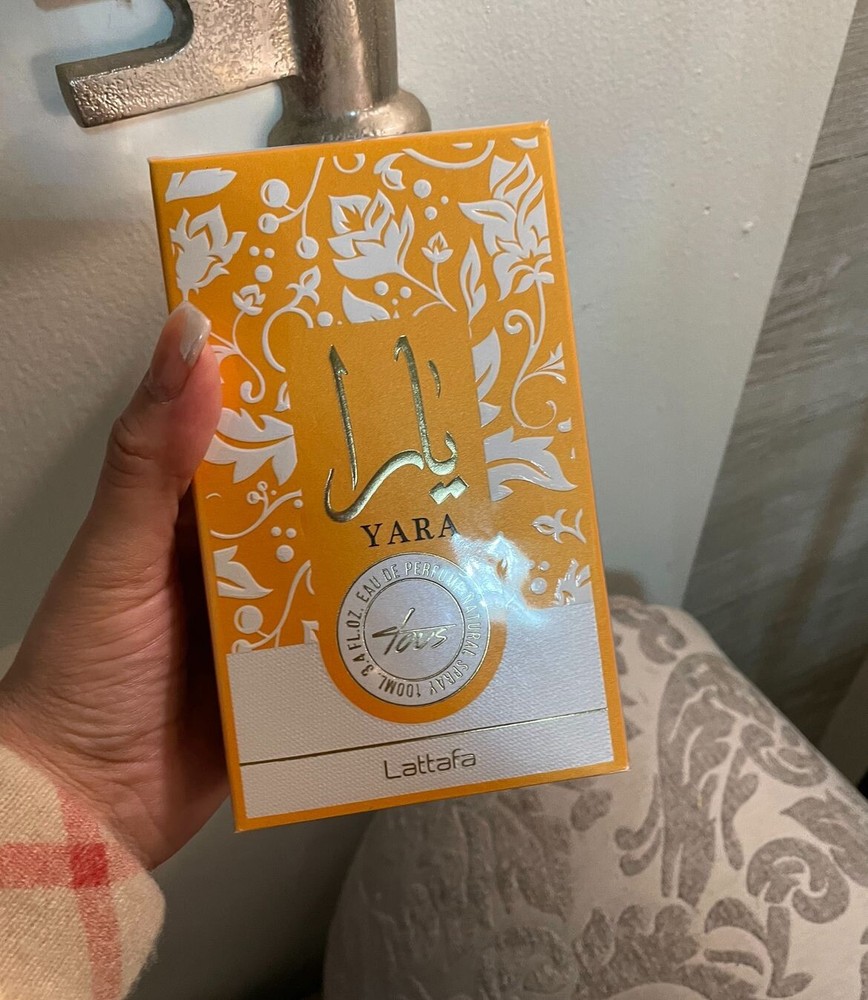 يارا
YARA
EAU DE PERFUME NATURAL SPRAY 100ML. 3.4 FL.OZ.
Tous
Lattafa